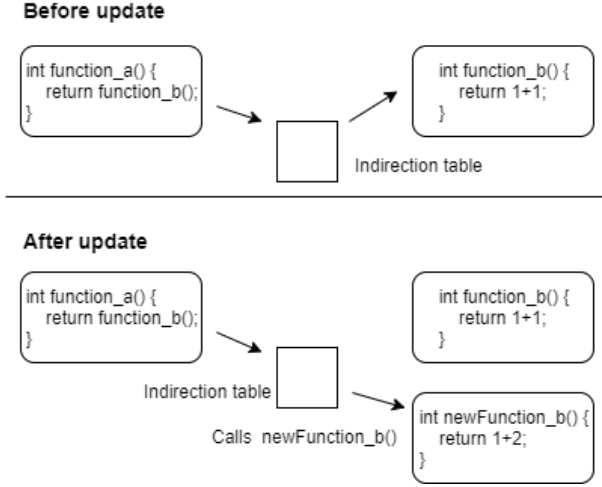 Before update
int function_a() {
return function_b();
}
int function_b() {
return 1+1;
}
Indirection table
After update
int function_a() {
return function_b();
}
int function_b() {
return 1+1;
}
Indirection table
Calls newFunction_b()
int newFunction_b() {
return 1+2;
}